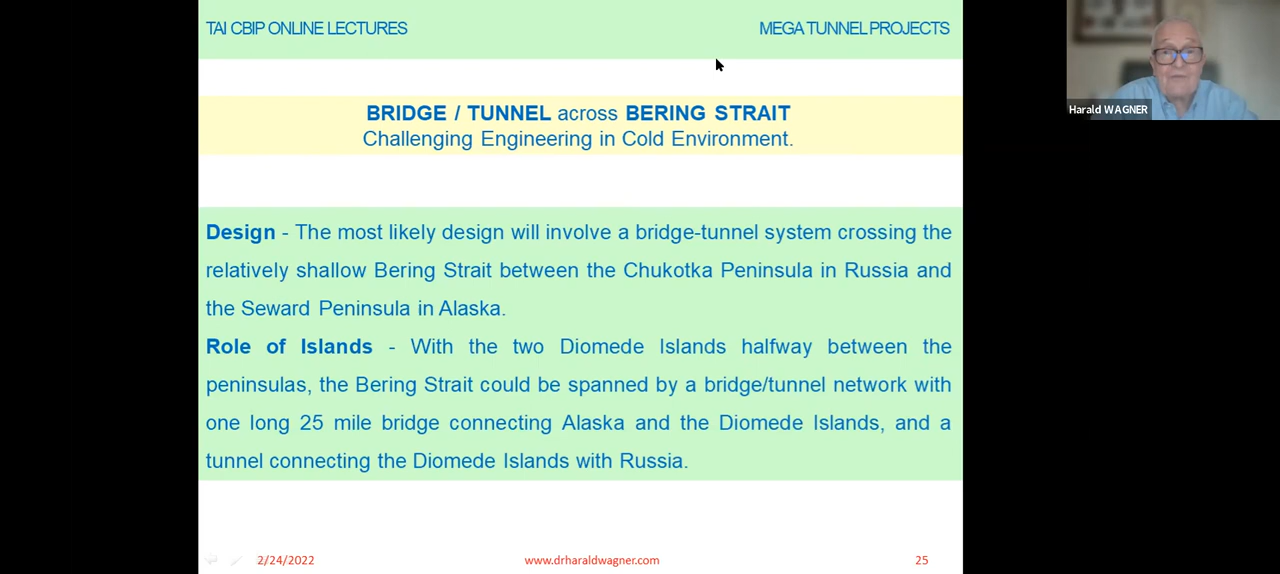 TAI CBIP ONLINE LECTURES
MEGA TUNNEL PROJECTS
Harald WAGNER
BRIDGE / TUNNEL across BERING STRAIT
Challenging Engineering in Cold Environment.
Design - The most likely design will involve a bridge-tunnel system crossing the
relatively shallow Bering Strait between the Chukotka Peninsula in Russia and
the Seward Peninsula in Alaska.
Role of Islands - With the two Diomede Islands halfway between the
peninsulas, the Bering Strait could be spanned by a bridge/tunnel network with
one long 25 mile bridge connecting Alaska and the Diomede Islands, and a
tunnel connecting the Diomede Islands with Russia.
2/24/2022
www.drharaldwagner.com
25